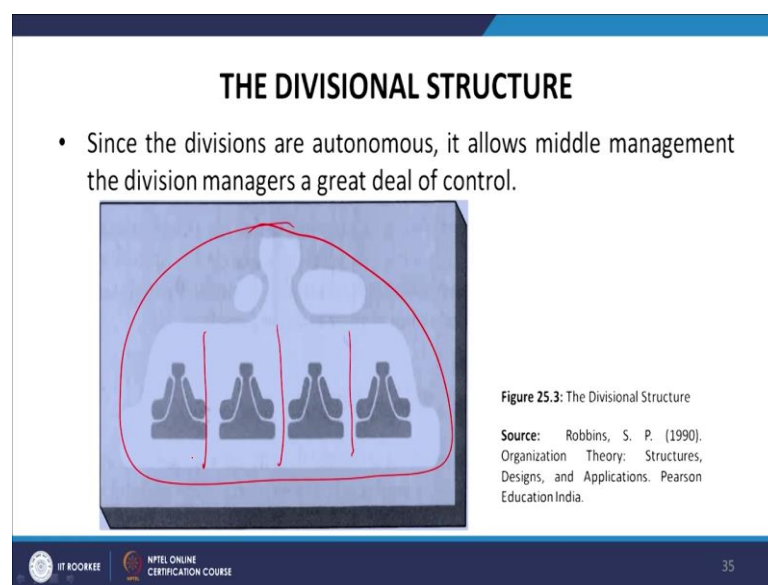 THE DIVISIONAL STRUCTURE
• Since the divisions are autonomous, it allows middle management
the division managers a great deal of control.
Figure 25.3: The Divisional Structure
Source: Robbins, S. P. (1990).
Organization Theory: Structures,
Designs, and Applications. Pearson
Education India.
IIT ROORKEE
NPTEL ONLINE
CERTIFICATION COURSE
35